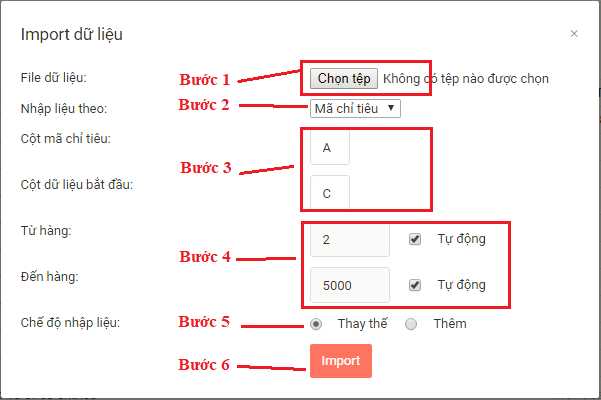 Import dữ liệu ×
File dữ liệu: Bước 1 Chọn tệp Không có tệp nào được chọn
Nhập liệu theo: Bước 2 Mã chỉ tiêu ▼
Cột mã chỉ tiêu: A
Bước 3
Cột dữ liệu bắt đầu: C
Từ hàng: 2 Tự động
Bước 4
Đến hàng: 5000 Tự động
Chế độ nhập liệu: Bước 5 Thay thế Thêm
Bước 6 Import